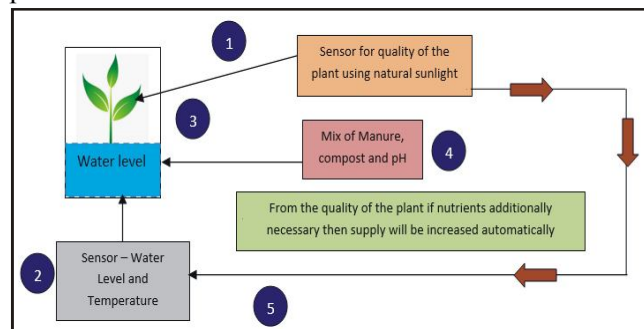 1
Sensor for quality of the
plant using natural sunlight
3
Mix of Manure,
compost and pH
4
Water level
From the quality of the plant if nutrients additionally
necessary then supply will be increased automatically
2
Sensor – Water
Level and
Temperature
5